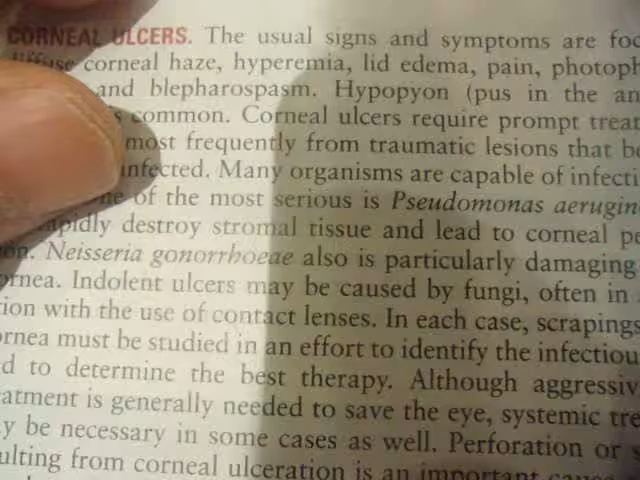 CORNEAL ULCERS. The usual signs and symptoms are foc
diffuse corneal haze, hyperemia, lid edema, pain, photoph
and blepharospasm. Hypopyon (pus in the an
s common. Corneal ulcers require prompt treat
most frequently from traumatic lesions that be
infected. Many organisms are capable of infecti
of the most serious is Pseudomonas aerugin
apidly destroy stromal tissue and lead to corneal pe
on. Neisseria gonorrhoeae also is particularly damaging
ornea. Indolent ulcers may be caused by fungi, often in
tion with the use of contact lenses. In each case, scrapings
ornea must be studied in an effort to identify the infectiou
d to determine the best therapy. Although aggressiv
atment is generally needed to save the eye, systemic tre
y be necessary in some cases as well. Perforation or s
ulting from corneal ulceration is an important cause